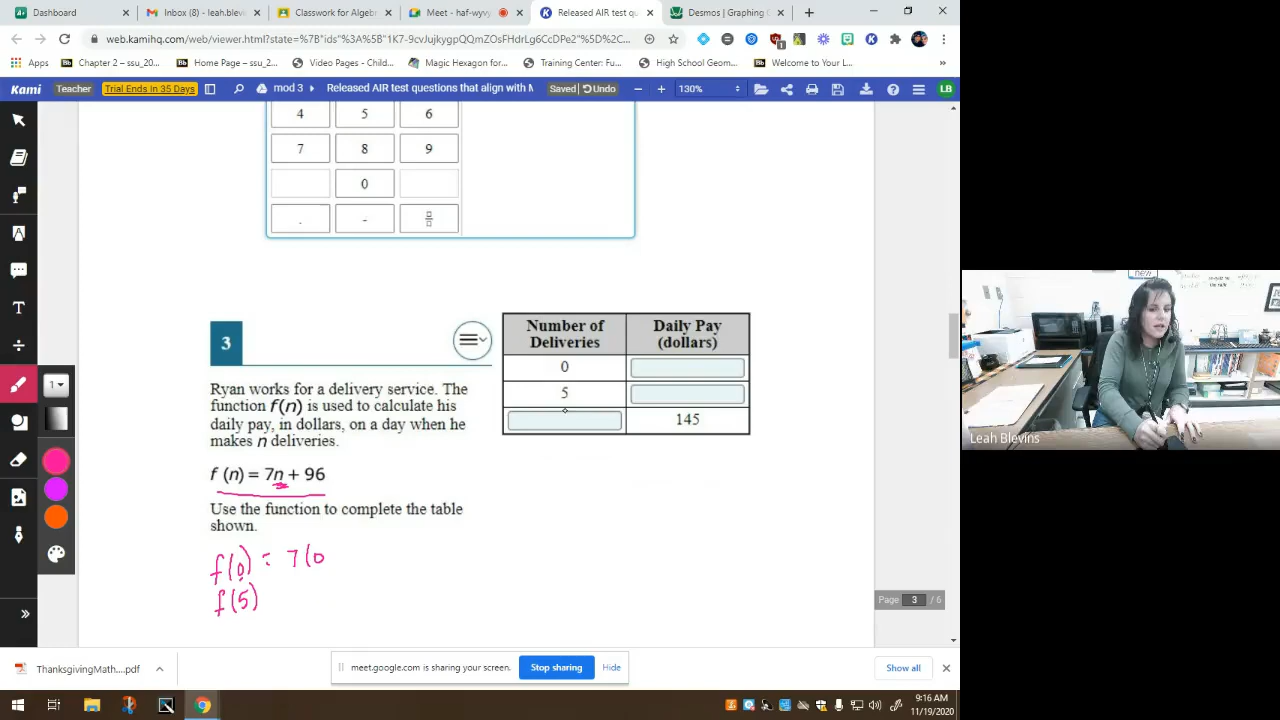 Dashboard
Inbox (8) - leah.blevi
Classwork for Algebr
Meet - haf-wyvy
Released AIR test qu
Desmos | Graphing C
web.kamihq.com/web/viewer.html?state=%7B"ids"%3A%5B"1K7-9cvJujkygpQQmZOsFHdrLg6CcDPe2"%5D%2C...
Apps
Chapter 2 – ssu_20...
Home Page – ssu_20...
Video Pages - Child...
Magic Hexagon for...
Training Center: Fu...
High School Geom...
Welcome to Your L...
Kami
Teacher
Trial Ends In 35 Days
mod 3
Released AIR test questions that align with M
Saved
Undo
130%
LB
4 5 6
7 8 9
0
. -
3
Ryan works for a delivery service. The
function f(n) is used to calculate his
daily pay, in dollars, on a day when he
makes n deliveries.
f (n) = 7n + 96
Use the function to complete the table
shown.
f(0) = 7(0
f(5)
Number of Deliveries
Daily Pay (dollars)
0
5
145
Page 3 / 6
ThanksgivingMath....pdf
meet.google.com is sharing your screen.
Stop sharing
Hide
Show all
9:16 AM
11/19/2020
new
Leah Blevins